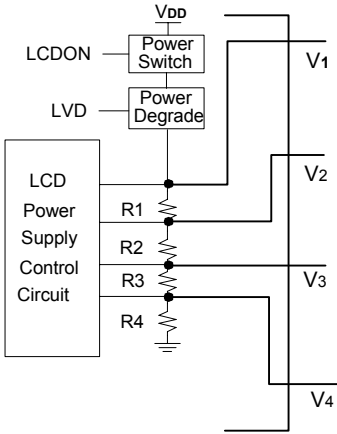 VDD
LCDON
Power
Switch
V1
LVD
Power
Degrade
V2
LCD
Power
Supply
Control
Circuit
R1
R2
R3
R4
V3
V4